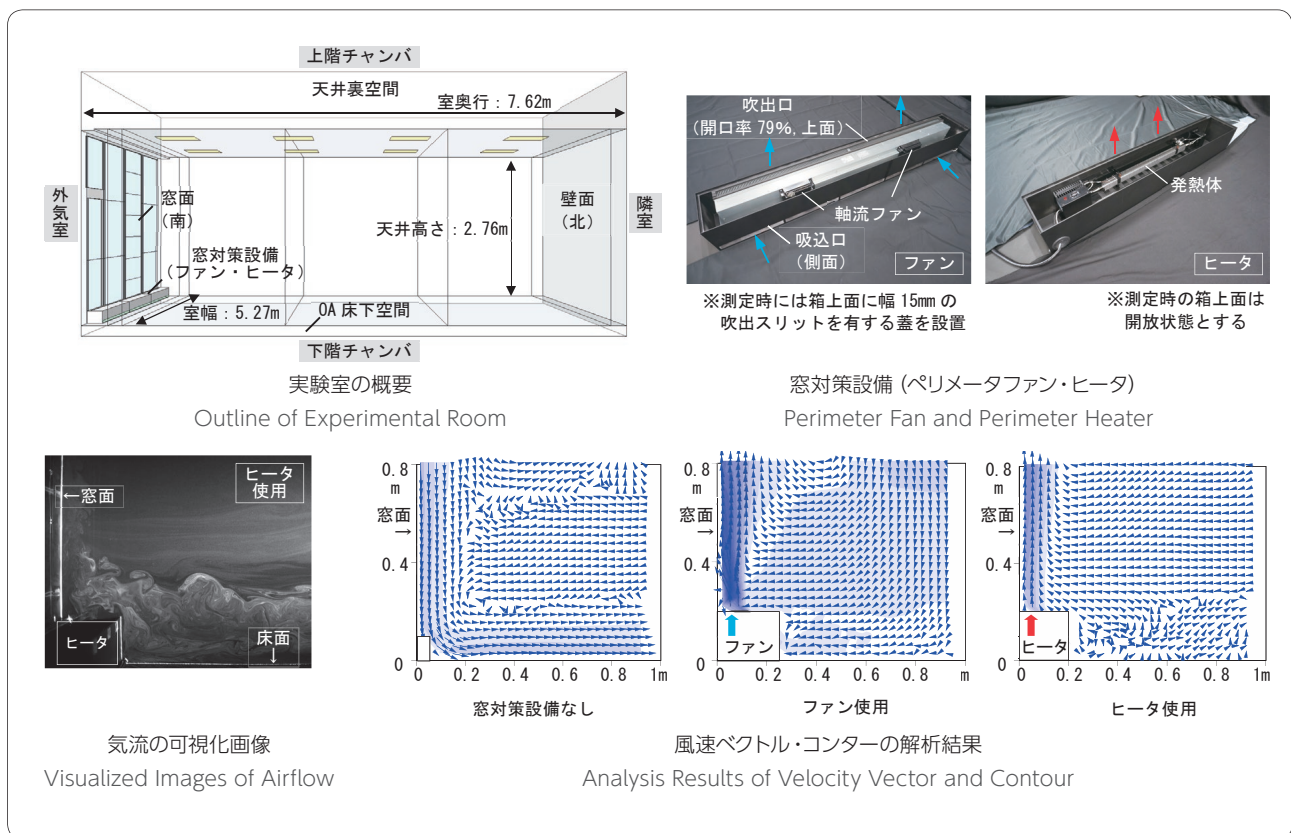 上階チャンバ
天井裏空間
室奥行：7.62m
外気室
窓面
(南)
窓対策設備
(ファン・ヒータ)
天井高さ：2.76m
壁面
(北)
隣室
室幅：5.27m
OA 床下空間
下階チャンバ
実験室の概要
Outline of Experimental Room
吹出口
(開口率 79%, 上面)
軸流ファン
吸込口
(側面)
ファン
※測定時には箱上面に幅 15mm の
吹出スリットを有する蓋を設置
発熱体
ヒータ
※測定時の箱上面は
開放状態とする
窓対策設備 (ペリメータファン・ヒータ)
Perimeter Fan and Perimeter Heater
ヒータ
使用
←窓面
ヒータ
床面
↓
気流の可視化画像
Visualized Images of Airflow
0.8
m
窓面
→
0.4
0
0 0.2 0.4 0.6 0.8 1m
窓対策設備なし
0.8
m
窓面
→
0.4
ファン
0
0 0.2 0.4 0.6 0.8 m
ファン使用
0.8
m
窓面
→
0.4
ヒータ
0
0 0.2 0.4 0.6 0.8 1m
ヒータ使用
風速ベクトル・コンターの解析結果
Analysis Results of Velocity Vector and Contour